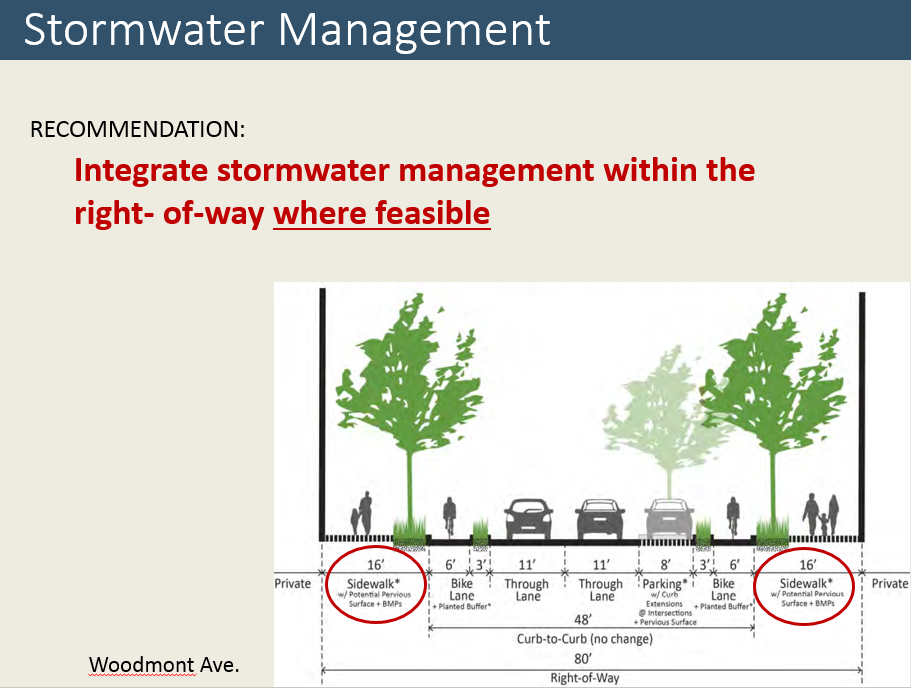 Stormwater Management
RECOMMENDATION:
Integrate stormwater management within the
right- of-way where feasible
16’ 6’ 3’ 11’ 11’ 8’ 3’ 6’ 16’
Private Sidewalk* Bike Through Through Parking* Bike Sidewalk* Private
w/ Potential Pervious Lane Lane Lane w/ Curb Lane w/ Potential Pervious
Surface + BMPs + Planted Buffer* Extensions + Planted Buffer* Surface + BMPs
@ Intersections
+ Pervious Surface
48’
Curb-to-Curb (no change)
80’
Right-of-Way
Woodmont Ave.